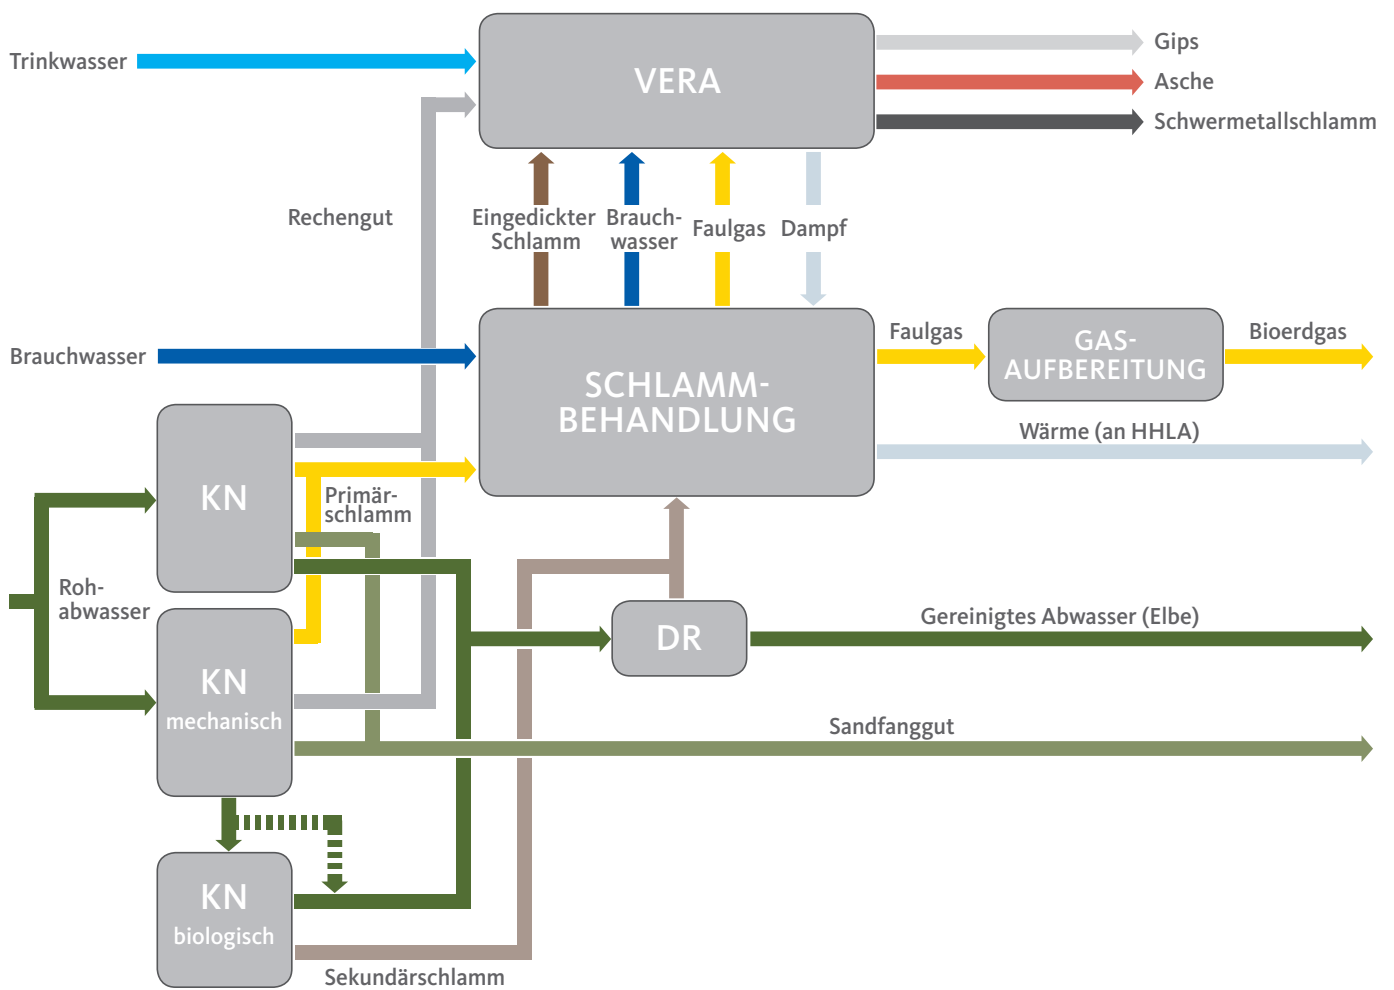 Trinkwasser
VERA
Gips
Asche
Schwermetallschlamm
Rechengut
Eingedickter
Schlamm
Brauch-
wasser
Faulgas
Dampf
Brauchwasser
SCHLAMM-
BEHANDLUNG
Faulgas
GAS-
AUFBEREITUNG
Bioerdgas
Wärme (an HHLA)
KN
Primär-
schlamm
Roh-
abwasser
KN
mechanisch
DR
Gereinigtes Abwasser (Elbe)
Sandfanggut
KN
biologisch
Sekundärschlamm